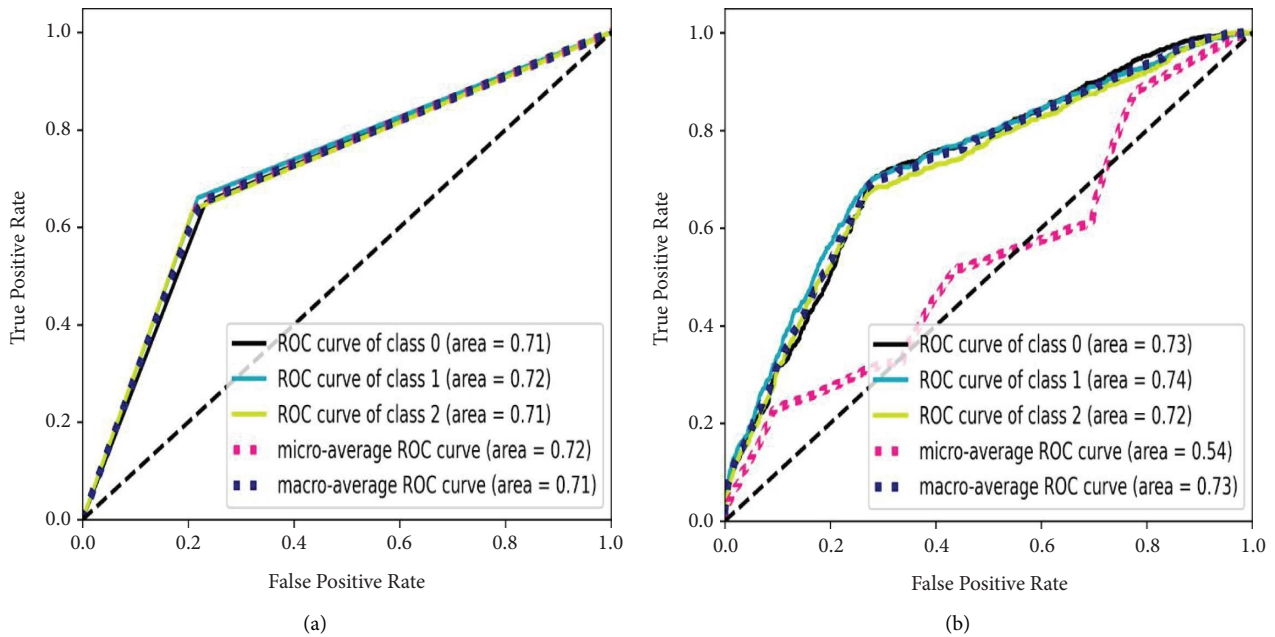 1.0
0.8
0.6
0.4
0.2
0.0
True Positive Rate
ROC curve of class 0 (area = 0.71)
ROC curve of class 1 (area = 0.72)
ROC curve of class 2 (area = 0.71)
micro-average ROC curve (area = 0.72)
macro-average ROC curve (area = 0.71)
0.0 0.2 0.4 0.6 0.8 1.0
False Positive Rate
(a)
1.0
0.8
0.6
0.4
0.2
0.0
True Positive Rate
ROC curve of class 0 (area = 0.73)
ROC curve of class 1 (area = 0.74)
ROC curve of class 2 (area = 0.72)
micro-average ROC curve (area = 0.54)
macro-average ROC curve (area = 0.73)
0.0 0.2 0.4 0.6 0.8 1.0
False Positive Rate
(b)